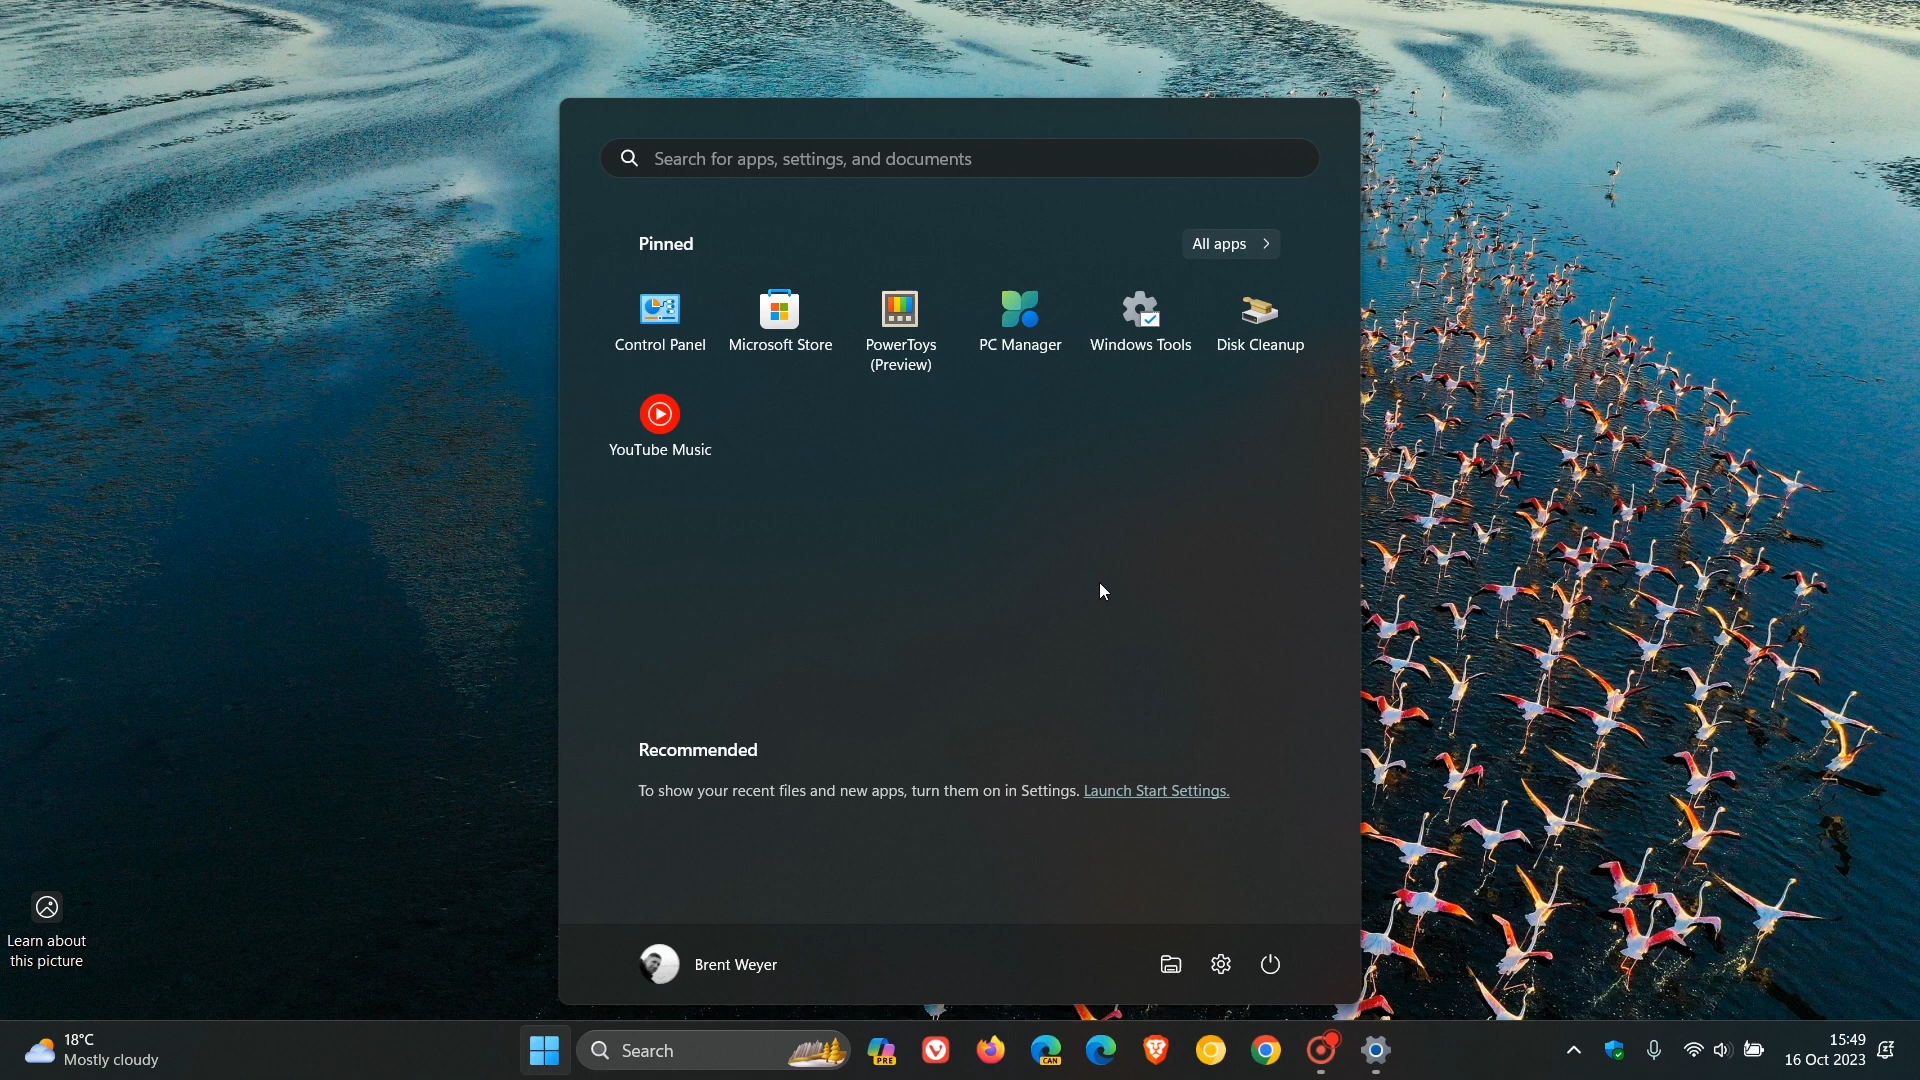 Search for apps, settings, and documents
Pinned
All apps
Control Panel
Microsoft Store
PowerToys
(Preview)
PC Manager
Windows Tools
Disk Cleanup
YouTube Music
Recommended
To show your recent files and new apps, turn them on in Settings. Launch Start Settings.
Learn about
this picture
Brent Weyer
18°C
Mostly cloudy
Search
PRE
CAN
15:49
16 Oct 2023